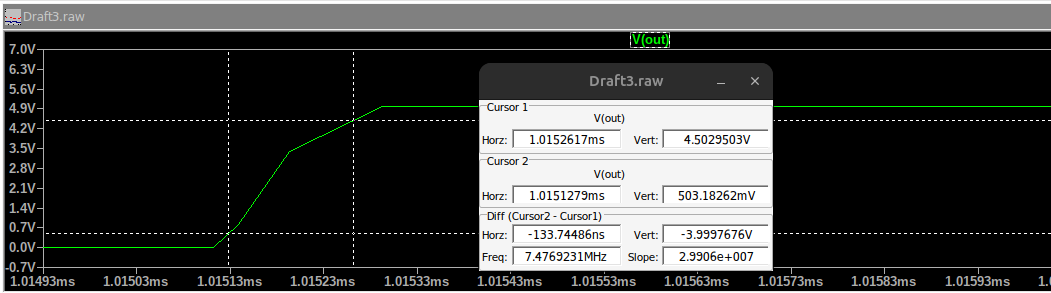 Draft3.raw
V(out)
7.0V
6.3V
5.6V
4.9V
4.2V
3.5V
2.8V
2.1V
1.4V
0.7V
0.0V
-0.7V
1.01493ms 1.01503ms 1.01513ms 1.01523ms 1.01533ms 1.01543ms 1.01553ms 1.01563ms 1.01573ms 1.01583ms 1.01593ms
Draft3.raw
Cursor 1
V(out)
Horz: 1.0152617ms Vert: 4.5029503V
Cursor 2
V(out)
Horz: 1.0151279ms Vert: 503.18262mV
Diff (Cursor2 - Cursor1)
Horz: -133.74486ns Vert: -3.9997676V
Freq: 7.4769231MHz Slope: 2.9906e+007